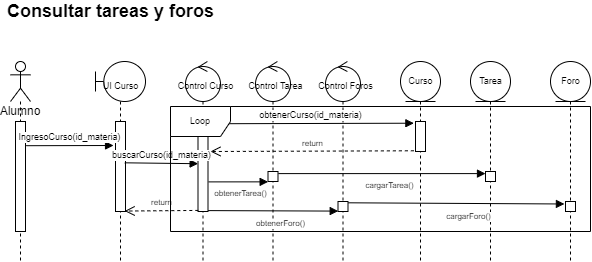 Consultar tareas y foros
Alumno
UI Curso
Control Curso
Control Tarea
Control Foros
Curso
Tarea
Foro
Loop
obtenerCurso(id_materia)
IngresoCurso(id_materia)
return
buscarCurso(id_materia)
cargarTarea()
obtenerTarea()
return
cargarForo()
obtenerForo()